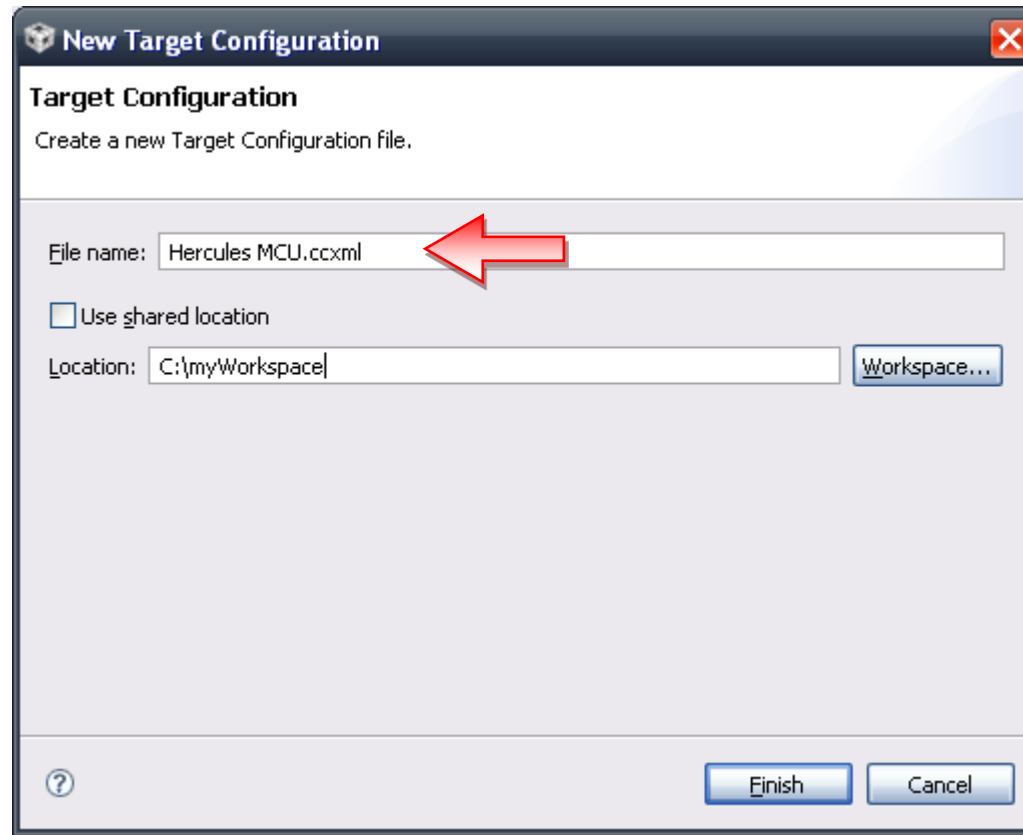 New Target Configuration
Target Configuration
Create a new Target Configuration file.
File name: Hercules MCU.ccxml
Use shared location
Location: C:\myWorkspace Workspace...
? Finish Cancel